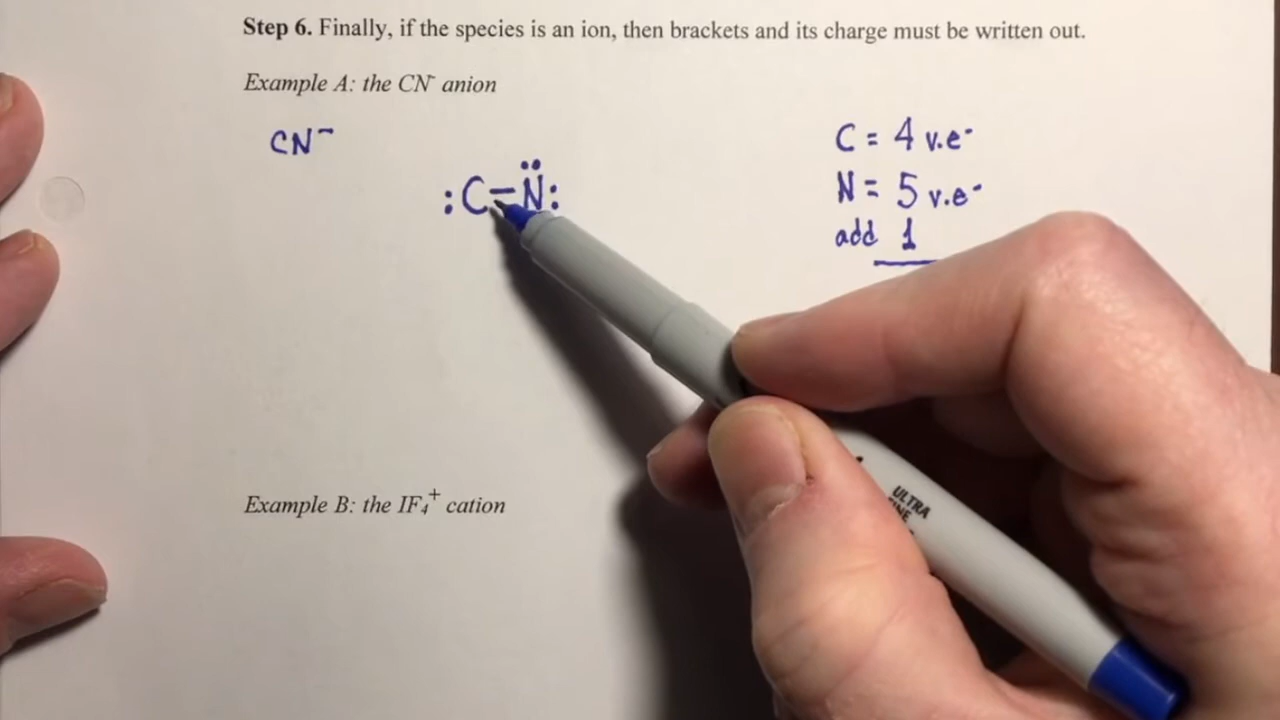 Step 6. Finally, if the species is an ion, then brackets and its charge must be written out.
Example A: the CN⁻ anion
CN⁻
C = 4 v.e⁻
:C–N̈:
N = 5 v.e⁻
add 1
Example B: the IF₄⁺ cation
ULTRA